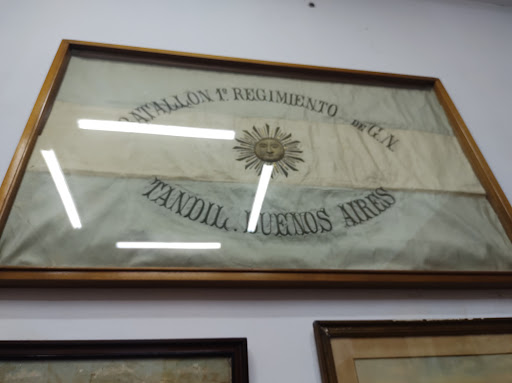 BATALLON 1º REGIMIENTO DE G.N.
TANDIL. BUENOS AIRES